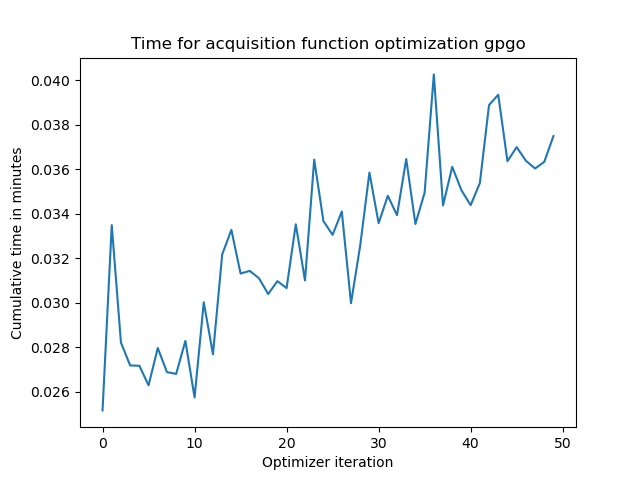 Time for acquisition function optimization gpgo
Cumulative time in minutes
0.040
0.038
0.036
0.034
0.032
0.030
0.028
0.026
0 10 20 30 40 50
Optimizer iteration